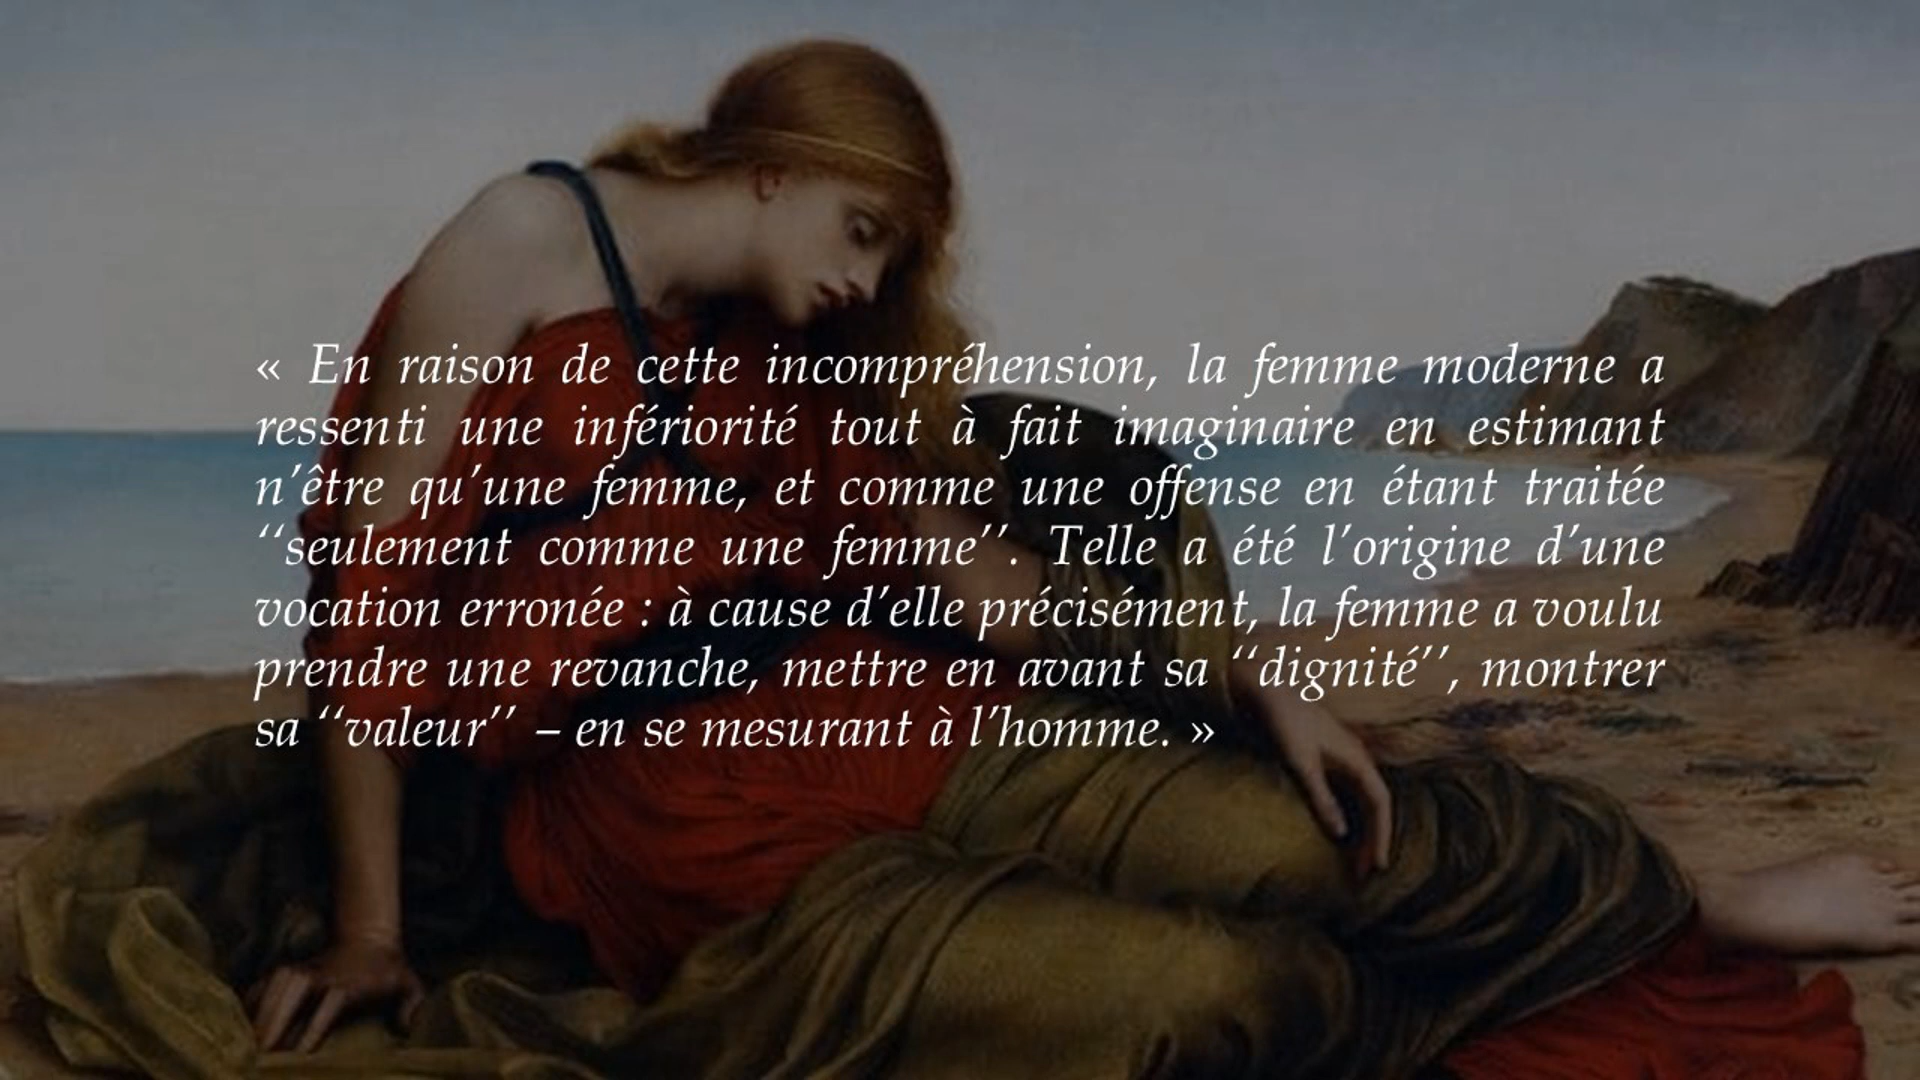 « En raison de cette incompréhension, la femme moderne a
ressenti une infériorité tout à fait imaginaire en estimant
n’être qu’une femme, et comme une offense en étant traitée
‘‘seulement comme une femme’’. Telle a été l’origine d’une
vocation erronée : à cause d’elle précisément, la femme a voulu
prendre une revanche, mettre en avant sa ‘‘dignité’’, montrer
sa ‘‘valeur’’ – en se mesurant à l’homme. »